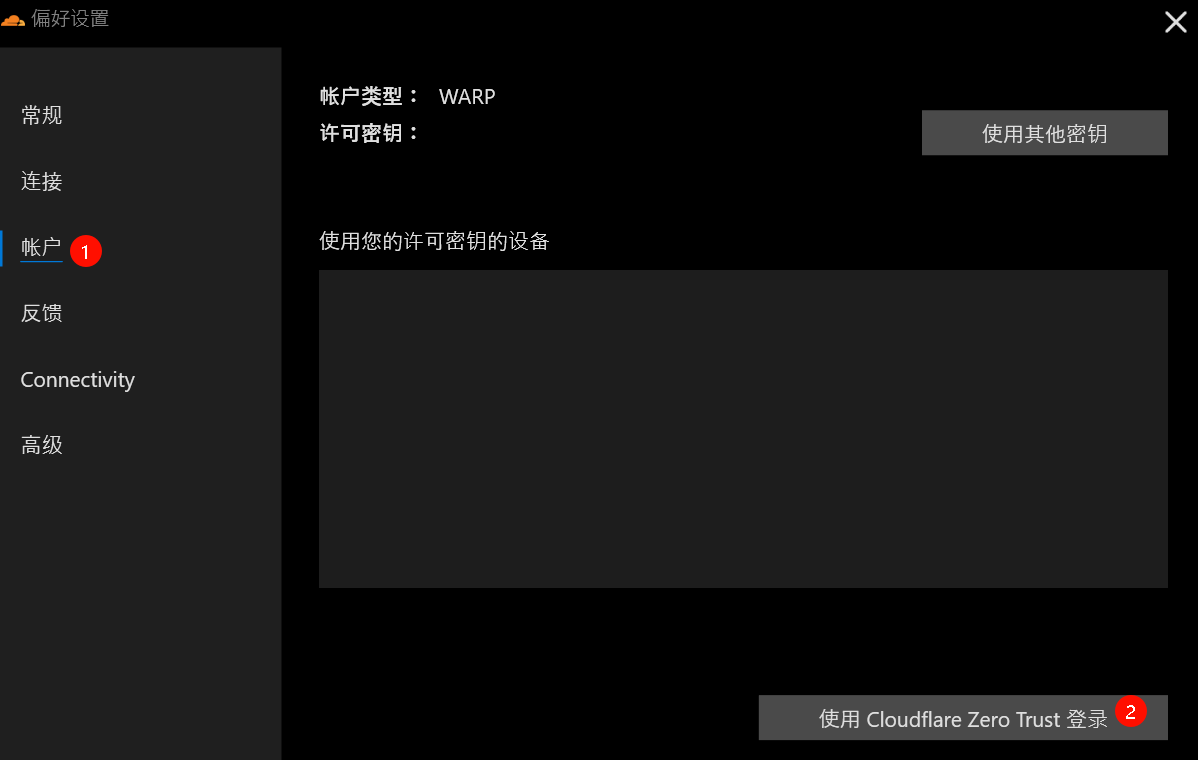 偏好设置
常规
连接
帐户 1
反馈
Connectivity
高级
帐户类型： WARP
许可密钥：
使用其他密钥
使用您的许可密钥的设备
使用 Cloudflare Zero Trust 登录 2